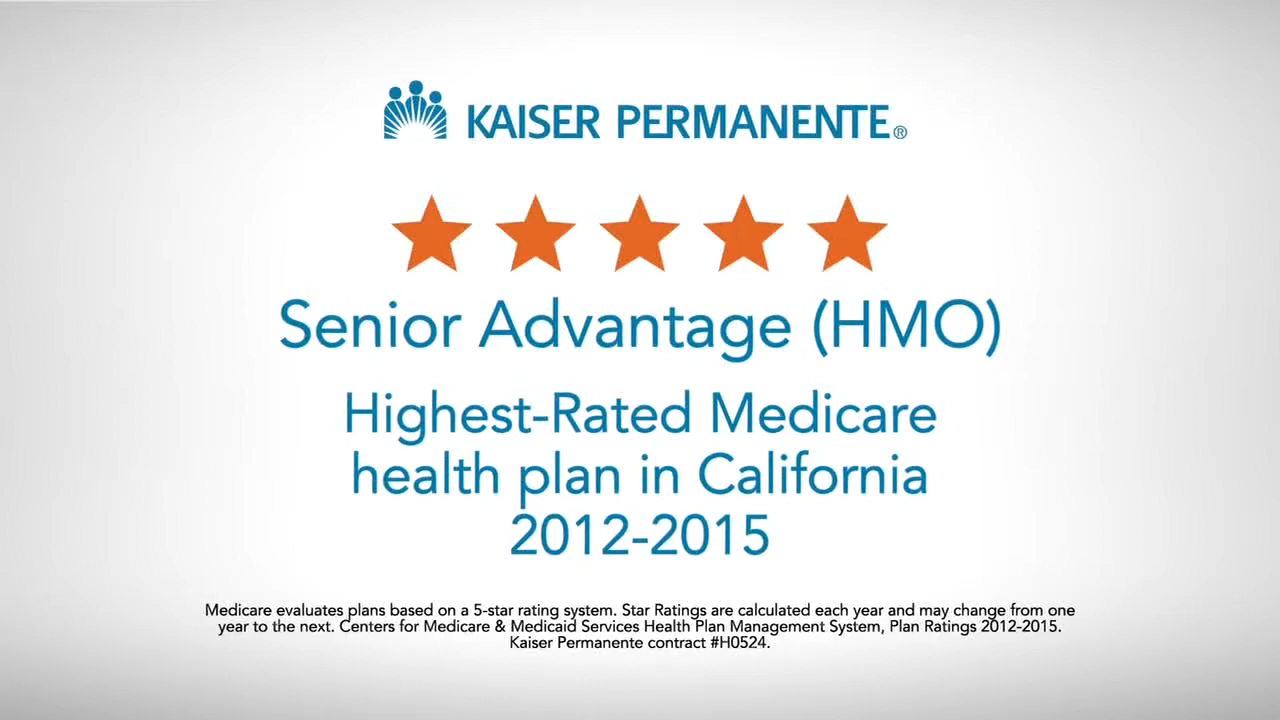 KAISER PERMANENTE®
Senior Advantage (HMO)
Highest-Rated Medicare
health plan in California
2012-2015
Medicare evaluates plans based on a 5-star rating system. Star Ratings are calculated each year and may change from one
year to the next. Centers for Medicare & Medicaid Services Health Plan Management System, Plan Ratings 2012-2015.
Kaiser Permanente contract #H0524.